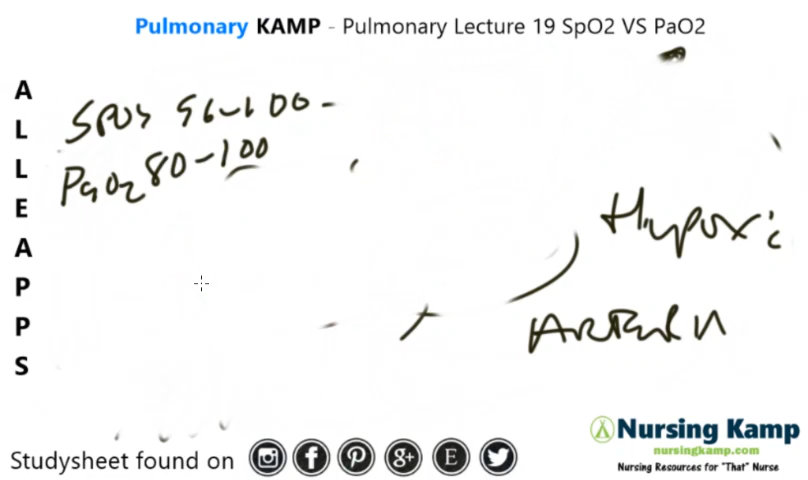 Pulmonary KAMP - Pulmonary Lecture 19 SpO2 VS PaO2
A
L
L
E
A
P
P
S
96-100-
PaO2 80-100
Hypoxic
Nursing Kamp
nursingkamp.com
Nursing Resources for "That" Nurse
Studysheet found on